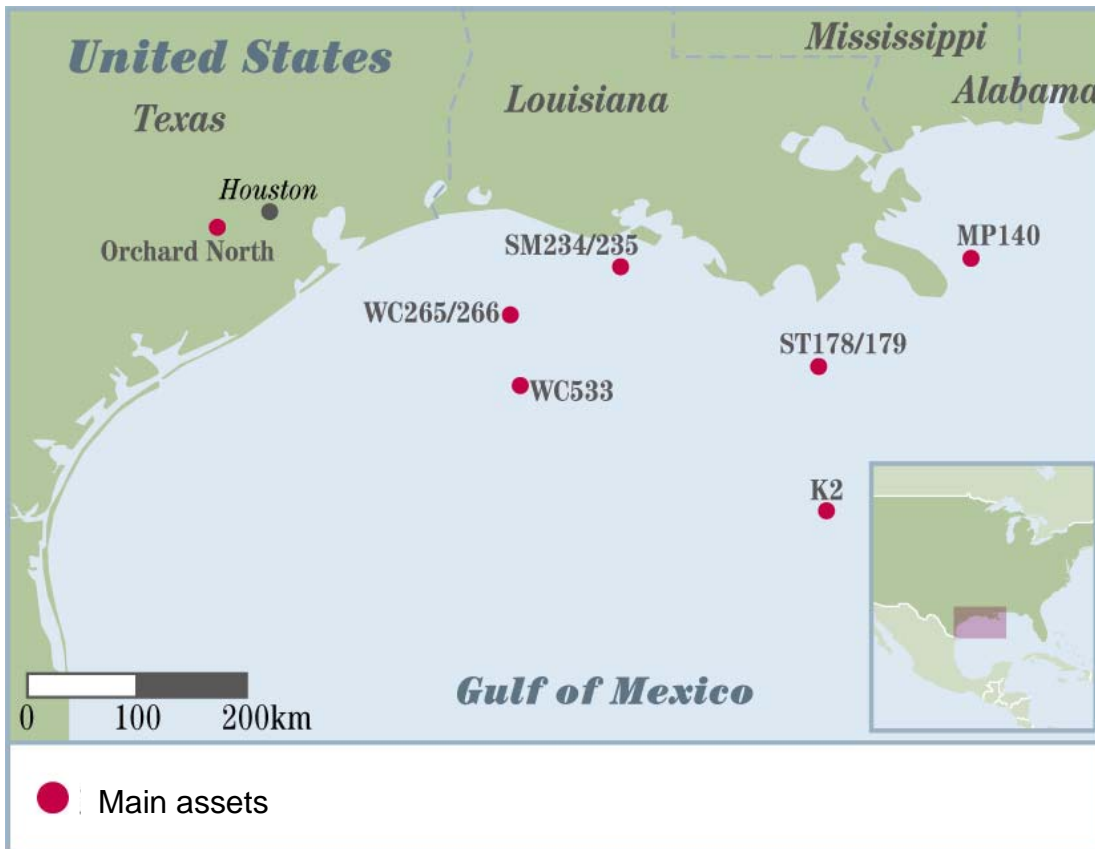 Mississippi
United States
Louisiana
Alabama
Texas
Houston
Orchard North
SM234/235
MP140
WC265/266
ST178/179
WC533
K2
Gulf of Mexico
0 100 200km
Main assets